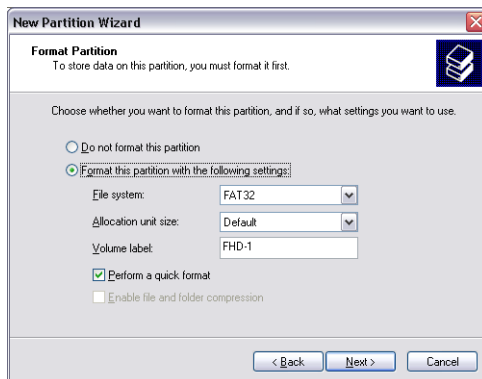 New Partition Wizard
Format Partition
To store data on this partition, you must format it first.
Choose whether you want to format this partition, and if so, what settings you want to use.
Do not format this partition
Format this partition with the following settings:
File system: FAT32
Allocation unit size: Default
Volume label: FHD-1
Perform a quick format
Enable file and folder compression
< Back Next > Cancel